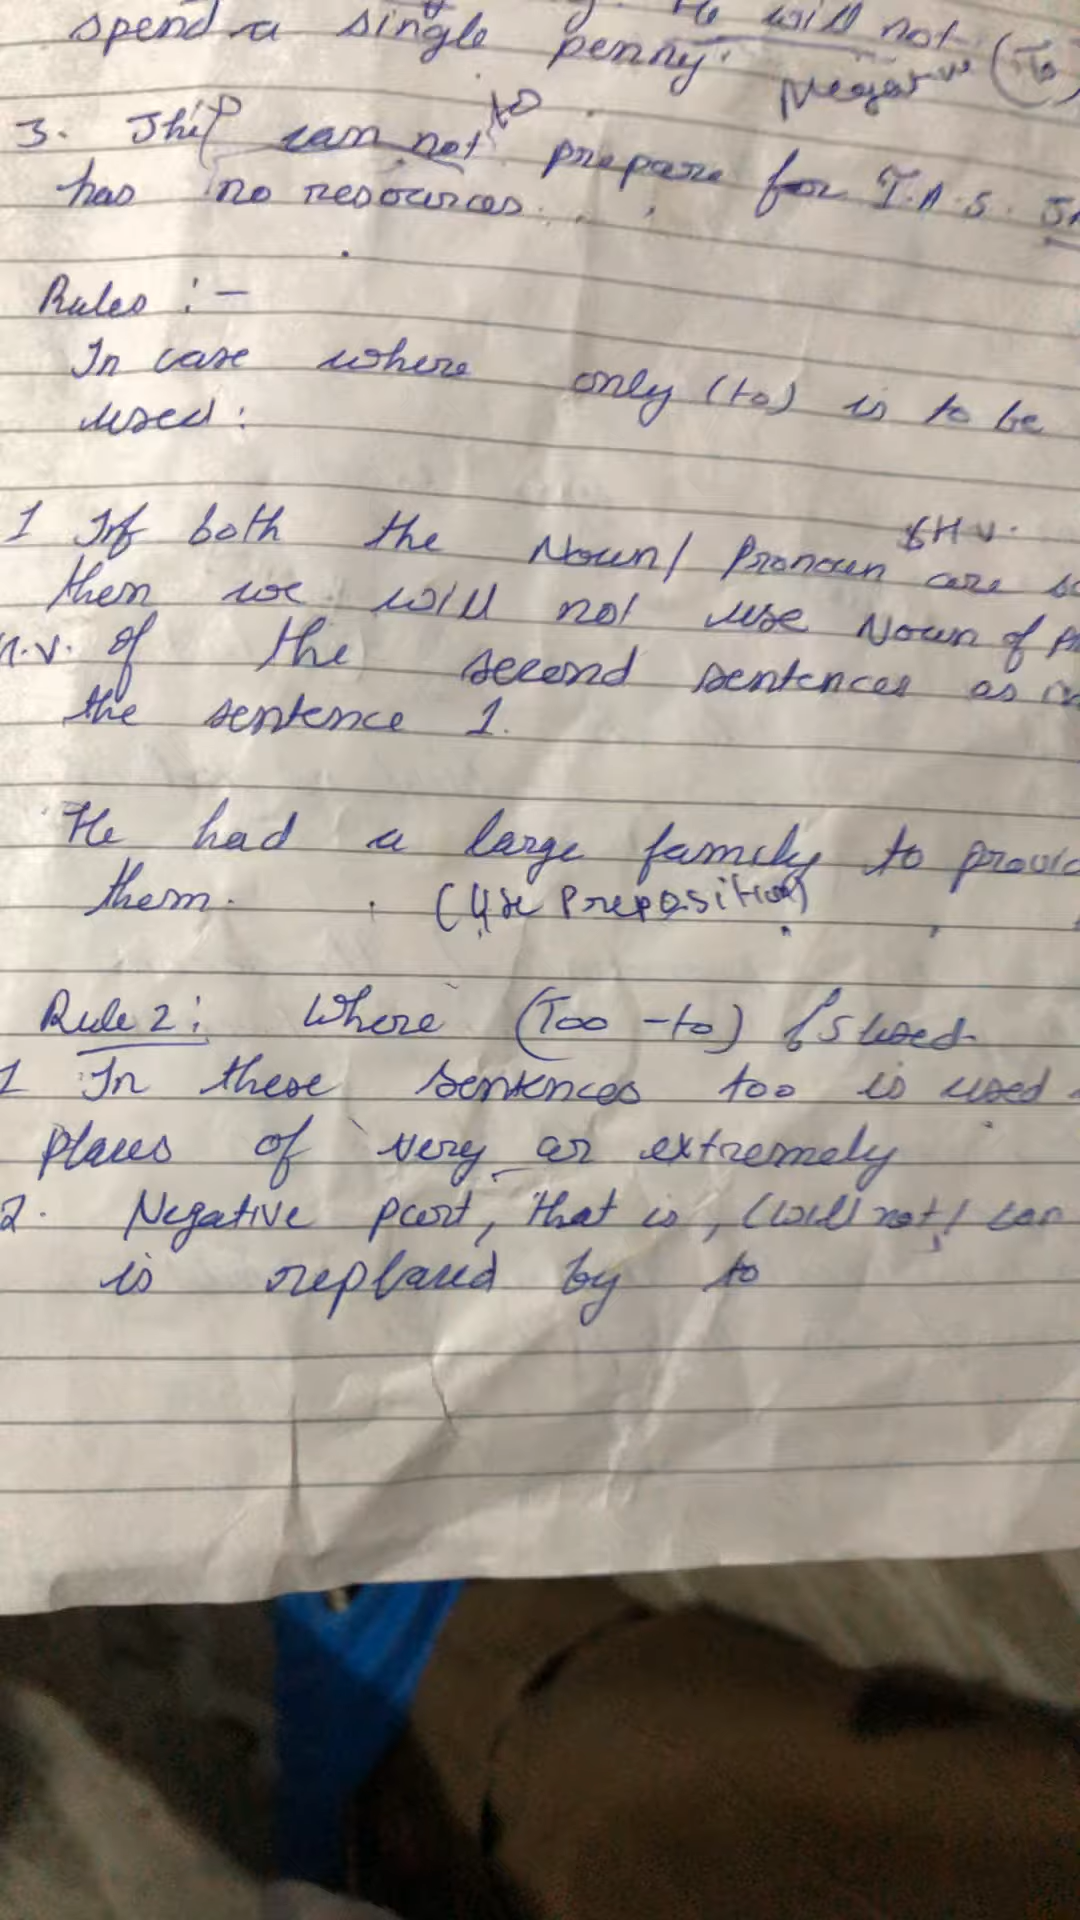 spend a single penny. He will not
Negative (To
3. Ship can not to prepare for I.A.S. 
has no resources.
Rules :-
In case where only (to) is to be
used :
1 If both the Noun/ Pronoun & H.V. are
then we will not use Noun of
H.V. of the second sentences as
the sentence 1.
He had a large family to
them. (Use Preposition)
Rule 2: Where (Too - to) is used.
1 In these sentences too is used
places of very or extremely
2. Negative part, that is, (will not/ can
is replaced by to